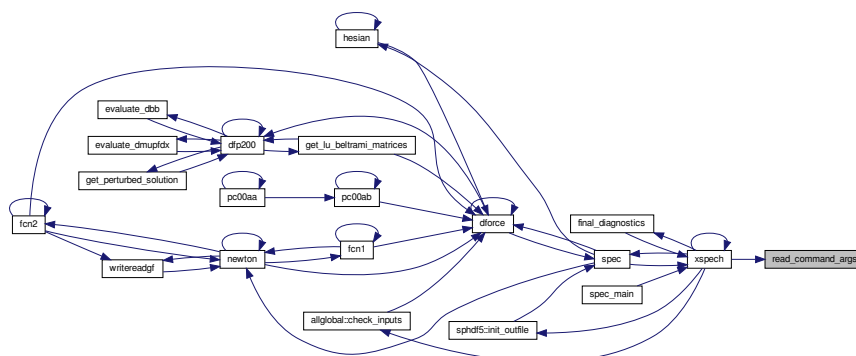 hesian
evaluate_dbb
evaluate_dmupfdx
dfp200
get_lu_beltrami_matrices
get_perturbed_solution
pc00aa
pc00ab
dforce
final_diagnostics
fcn2
fcn1
newton
writereadgf
spec
xspech
read_command_args
spec_main
allglobal::check_inputs
sphdf5::init_outfile